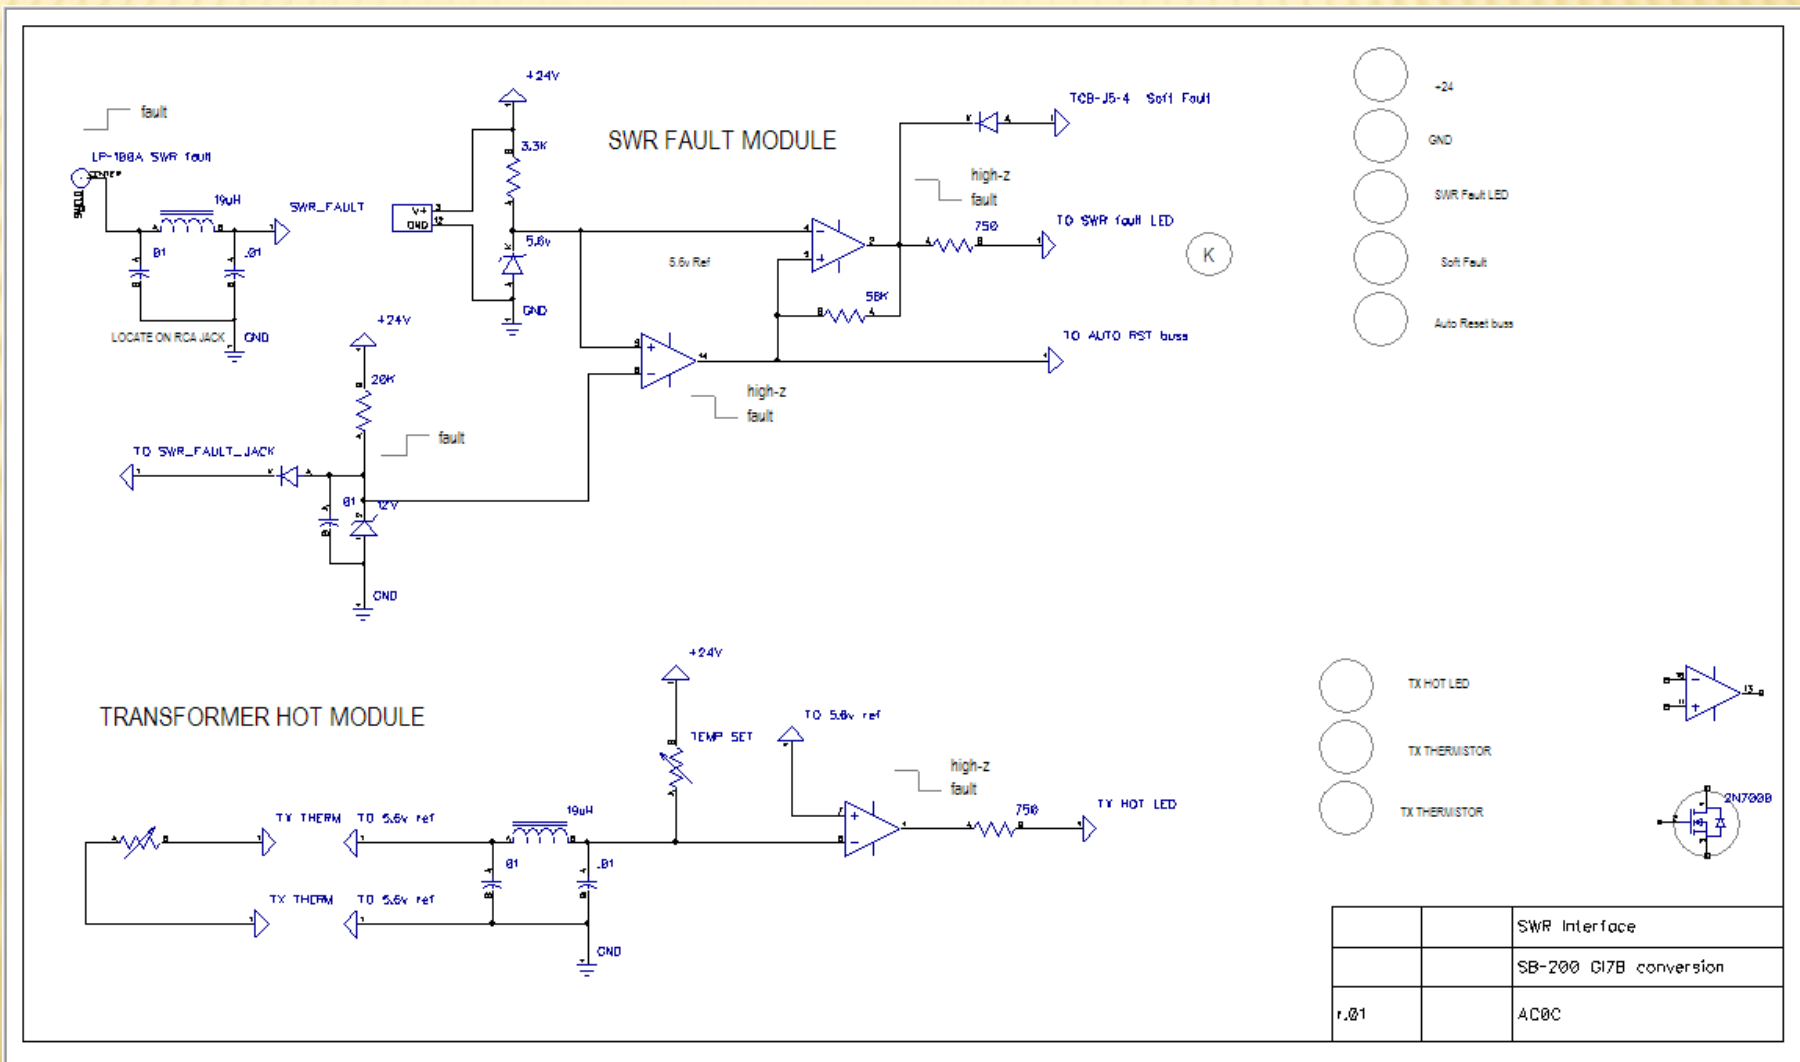 +24V
fault
TCB-J5-4 Soft Fault
+24
SWR FAULT MODULE
GND
3.3K
LP-100A SWR fault
CENTER
high-z
fault
SWR Fault LED
19uH
SWR_FAULT
V+ 3
GND 12
TO SWR fault LED
750
K
5.6v
5.6v Ref
01
.01
Soft Fault
56K
GND
+24V
LOCATE ON RCA JACK
GND
TO AUTO RST buss
Auto Reset buss
20K
high-z
fault
fault
TO SWR_FAULT_JACK
01
12V
GND
+24V
TX HOT LED
TRANSFORMER HOT MODULE
TO 5.6v ref
TEMP SET
TX THERMISTOR
high-z
fault
2N7000
TX THERM
TO 5.6v ref
19uH
750
TX HOT LED
TX THERMISTOR
01
.01
TX THERM
TO 5.6v ref
GND
SWR Interface
SB-200 GI7B conversion
r.01
AC0C